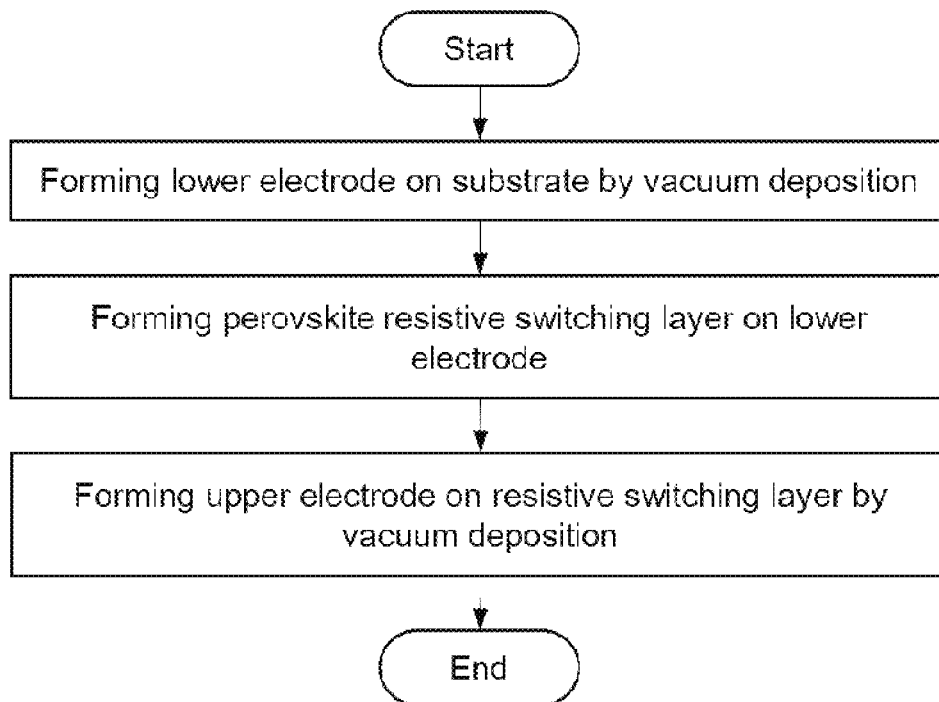 Start
Forming lower electrode on substrate by vacuum deposition
Forming perovskite resistive switching layer on lower
electrode
Forming upper electrode on resistive switching layer by
vacuum deposition
End